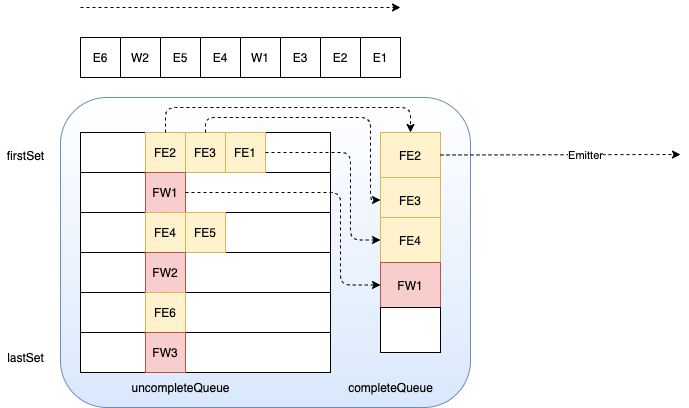 E6 W2 E5 E4 W1 E3 E2 E1
firstSet FE2 FE3 FE1 FE2 Emitter
FW1 FE3
FE4 FE5 FE4
FW2 FW1
FE6
lastSet FW3
uncompleteQueue completeQueue